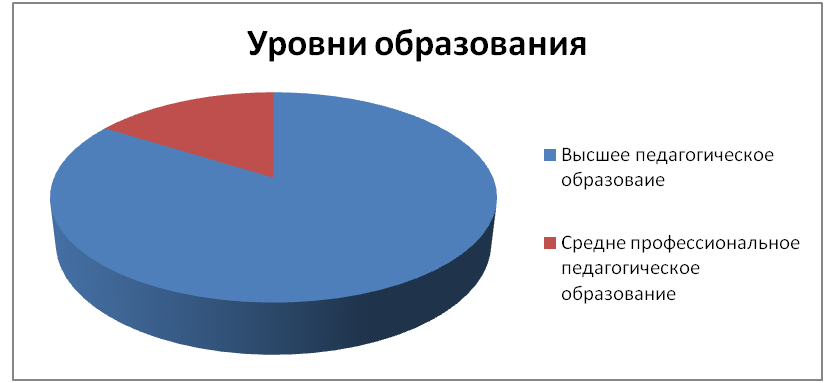 Уровни образования
Высшее педагогическое
образоваие
Средне профессиональное
педагогическое
образование